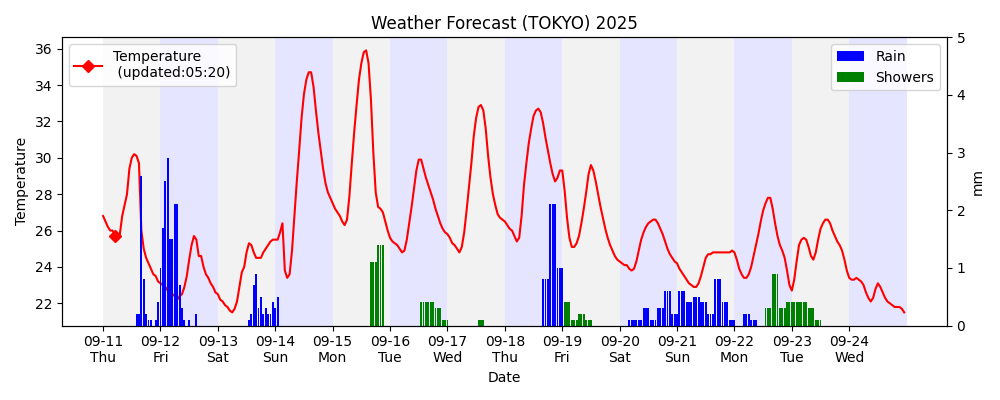 Weather Forecast (TOKYO) 2025
Temperature
(updated:05:20)
Rain
Showers
36
34
32
30
28
26
24
22
Temperature
5
4
3
2
1
0
mm
09-11 09-12 09-13 09-14 09-15 09-16 09-17 09-18 09-19 09-20 09-21 09-22 09-23 09-24
Thu Fri Sat Sun Mon Tue Wed Thu Fri Sat Sun Mon Tue Wed
Date